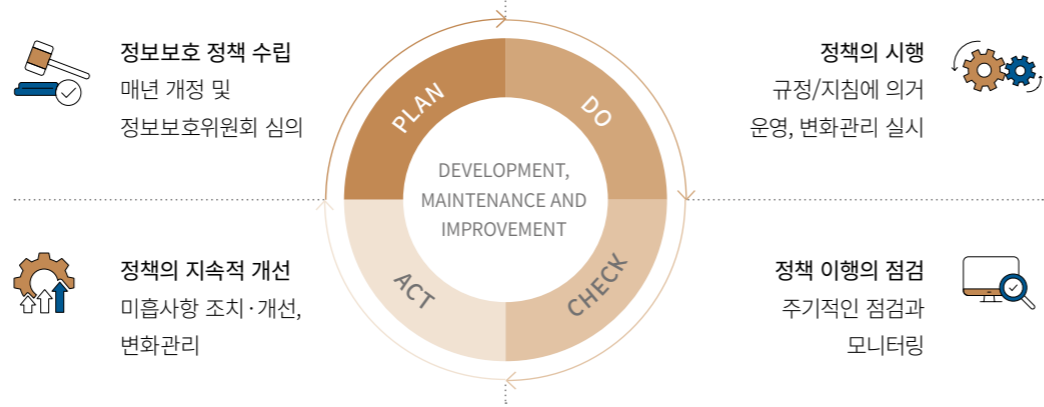 정보보호 정책 수립
매년 개정 및
정보보호위원회 심의
정책의 시행
규정/지침에 의거
운영, 변화관리 실시
PLAN
DO
DEVELOPMENT,
MAINTENANCE AND
IMPROVEMENT
ACT
CHECK
정책의 지속적 개선
미흡사항 조치·개선,
변화관리
정책 이행의 점검
주기적인 점검과
모니터링